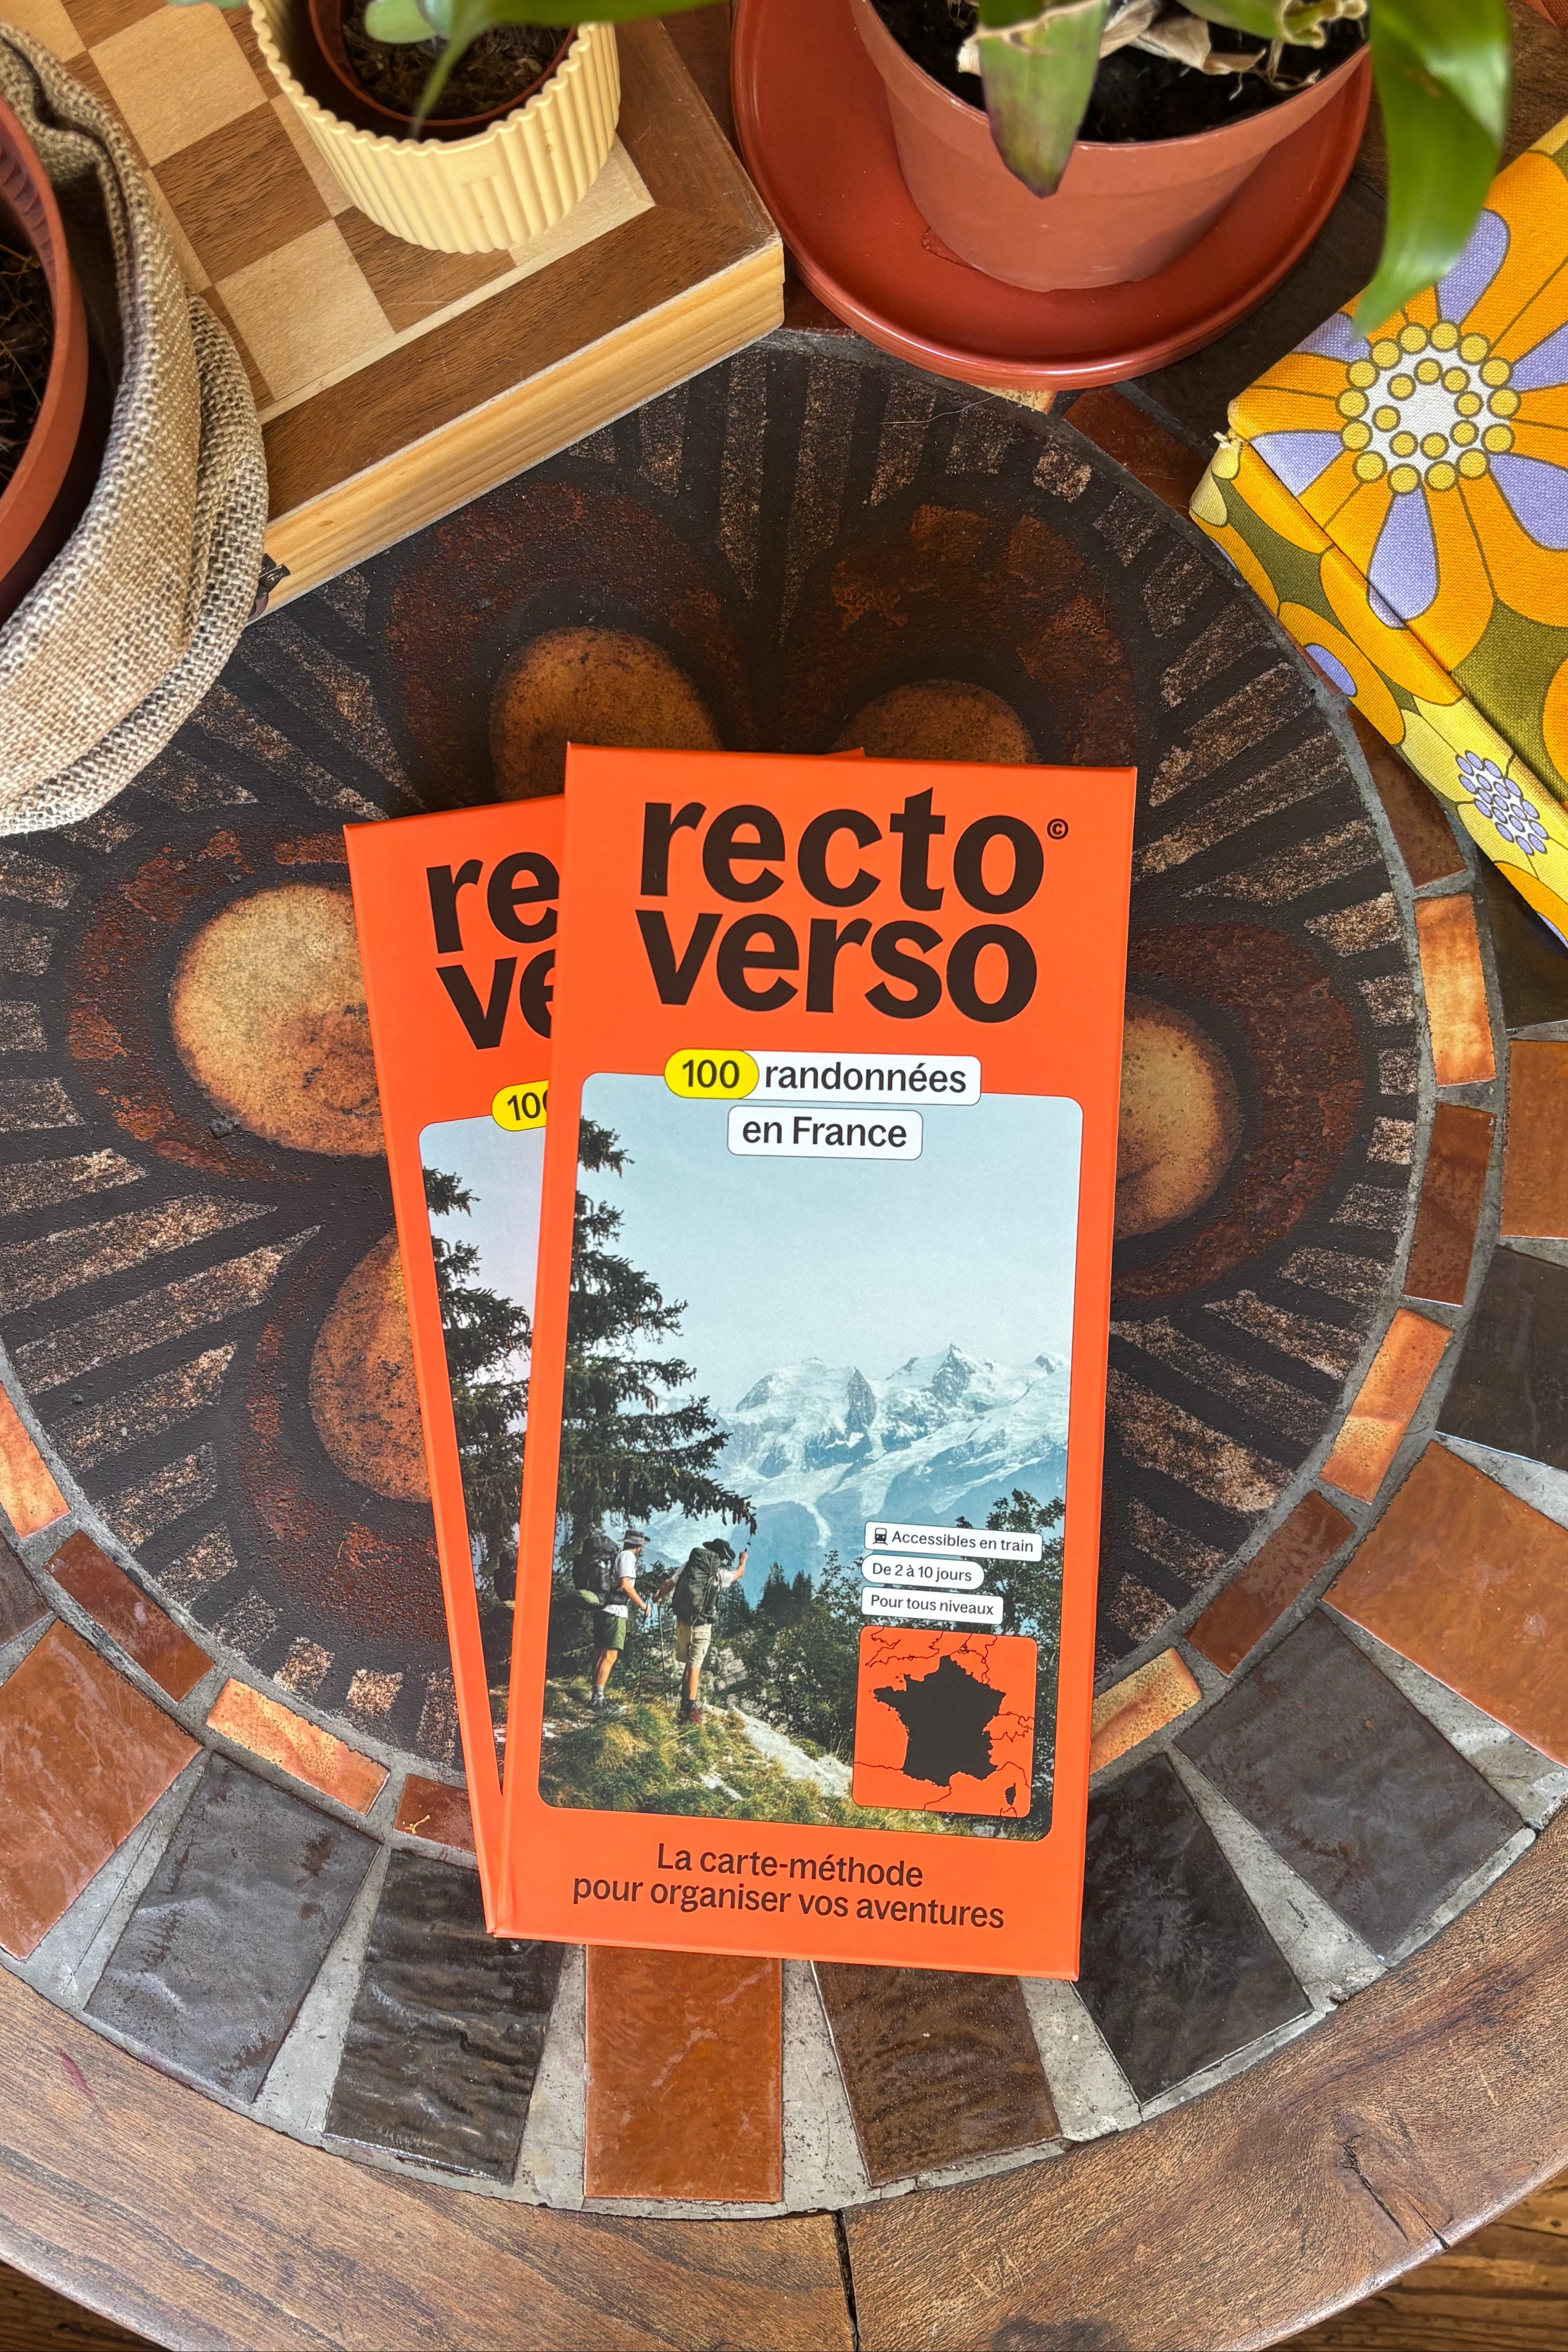 recto©
verso
100 randonnées
en France
Accessibles en train
De 2 à 10 jours
Pour tous niveaux
La carte-méthode
pour organiser vos aventures
re
ve
100